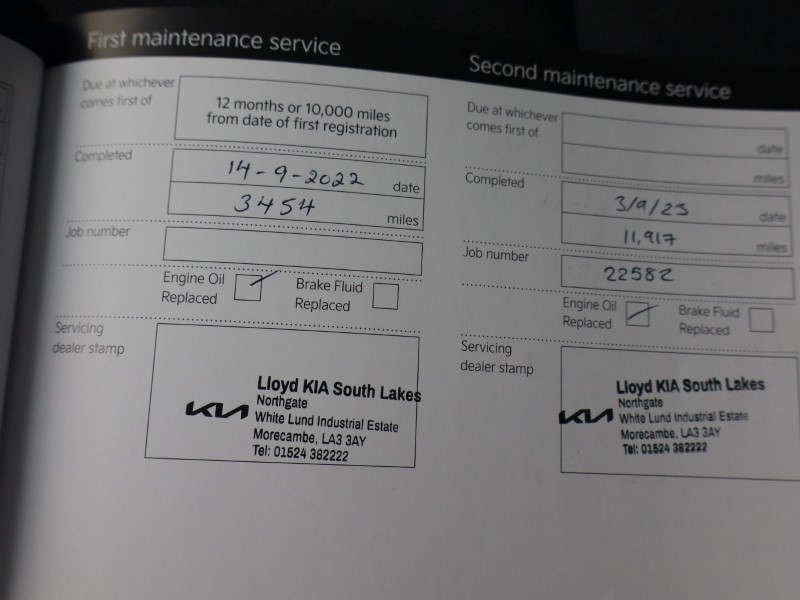 First maintenance service
Due at whichever
comes first of
12 months or 10,000 miles
from date of first registration
Completed
14-9-2022 date
3454 miles
Job number
Engine Oil
Replaced
Brake Fluid
Replaced
Servicing
dealer stamp
Lloyd KIA South Lakes
Northgate
KIA White Lund Industrial Estate
Morecambe, LA3 3AY
Tel: 01524 382222
Second maintenance service
Due at whichever
comes first of
date
miles
Completed
3/9/25 date
11,917 miles
Job number
22582
Engine Oil
Replaced
Brake Fluid
Replaced
Servicing
dealer stamp
Lloyd KIA South Lakes
Northgate
KIA White Lund Industrial Estate
Morecambe, LA3 3AY
Tel: 01524 382222